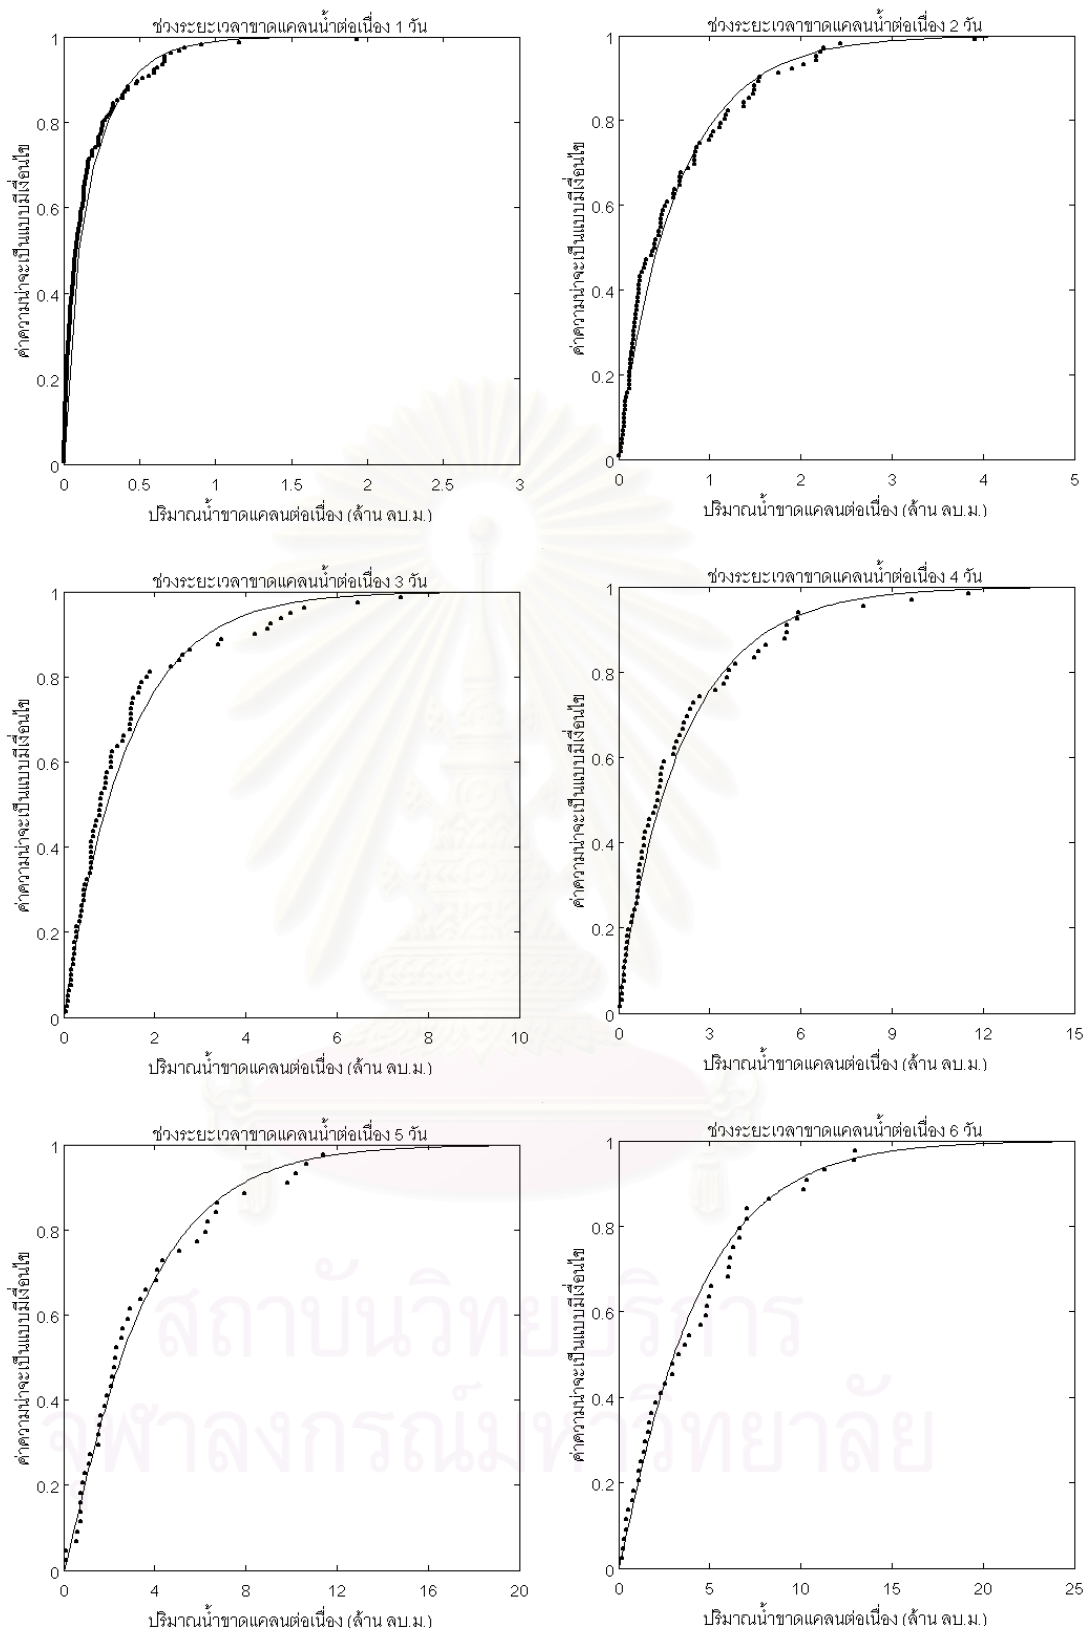 ช่วงระยะเวลาขาดแคลนน้ำต่อเนื่อง 1 วัน
ค่าความน่าจะเป็นแบบมีเงื่อนไข
1
0.8
0.6
0.4
0.2
0
0 0.5 1 1.5 2 2.5 3
ปริมาณน้ำขาดแคลนต่อเนื่อง (ล้าน ลบ.ม.)
ช่วงระยะเวลาขาดแคลนน้ำต่อเนื่อง 2 วัน
ค่าความน่าจะเป็นแบบมีเงื่อนไข
1
0.8
0.6
0.4
0.2
0
0 1 2 3 4 5
ปริมาณน้ำขาดแคลนต่อเนื่อง (ล้าน ลบ.ม.)
ช่วงระยะเวลาขาดแคลนน้ำต่อเนื่อง 3 วัน
ค่าความน่าจะเป็นแบบมีเงื่อนไข
1
0.8
0.6
0.4
0.2
0
0 2 4 6 8 10
ปริมาณน้ำขาดแคลนต่อเนื่อง (ล้าน ลบ.ม.)
ช่วงระยะเวลาขาดแคลนน้ำต่อเนื่อง 4 วัน
ค่าความน่าจะเป็นแบบมีเงื่อนไข
1
0.8
0.6
0.4
0.2
0
0 3 6 9 12 15
ปริมาณน้ำขาดแคลนต่อเนื่อง (ล้าน ลบ.ม.)
ช่วงระยะเวลาขาดแคลนน้ำต่อเนื่อง 5 วัน
ค่าความน่าจะเป็นแบบมีเงื่อนไข
1
0.8
0.6
0.4
0.2
0
0 4 8 12 16 20
ปริมาณน้ำขาดแคลนต่อเนื่อง (ล้าน ลบ.ม.)
ช่วงระยะเวลาขาดแคลนน้ำต่อเนื่อง 6 วัน
ค่าความน่าจะเป็นแบบมีเงื่อนไข
1
0.8
0.6
0.4
0.2
0
0 5 10 15 20 25
ปริมาณน้ำขาดแคลนต่อเนื่อง (ล้าน ลบ.ม.)
สถาบันวิทยบริการ
จุฬาลงกรณ์มหาวิทยาลัย